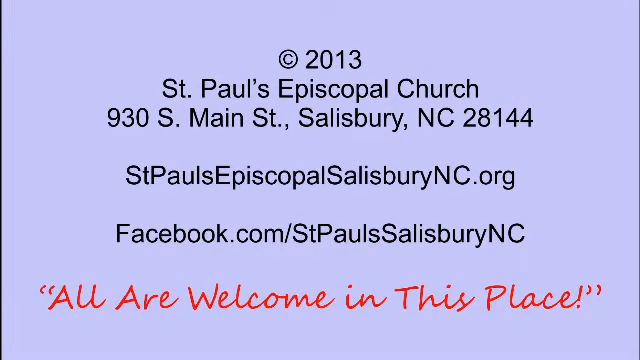 © 2013
St. Paul's Episcopal Church
930 S. Main St., Salisbury, NC 28144
StPaulsEpiscopalSalisburyNC.org
Facebook.com/StPaulsSalisburyNC
“All Are Welcome in This Place!”